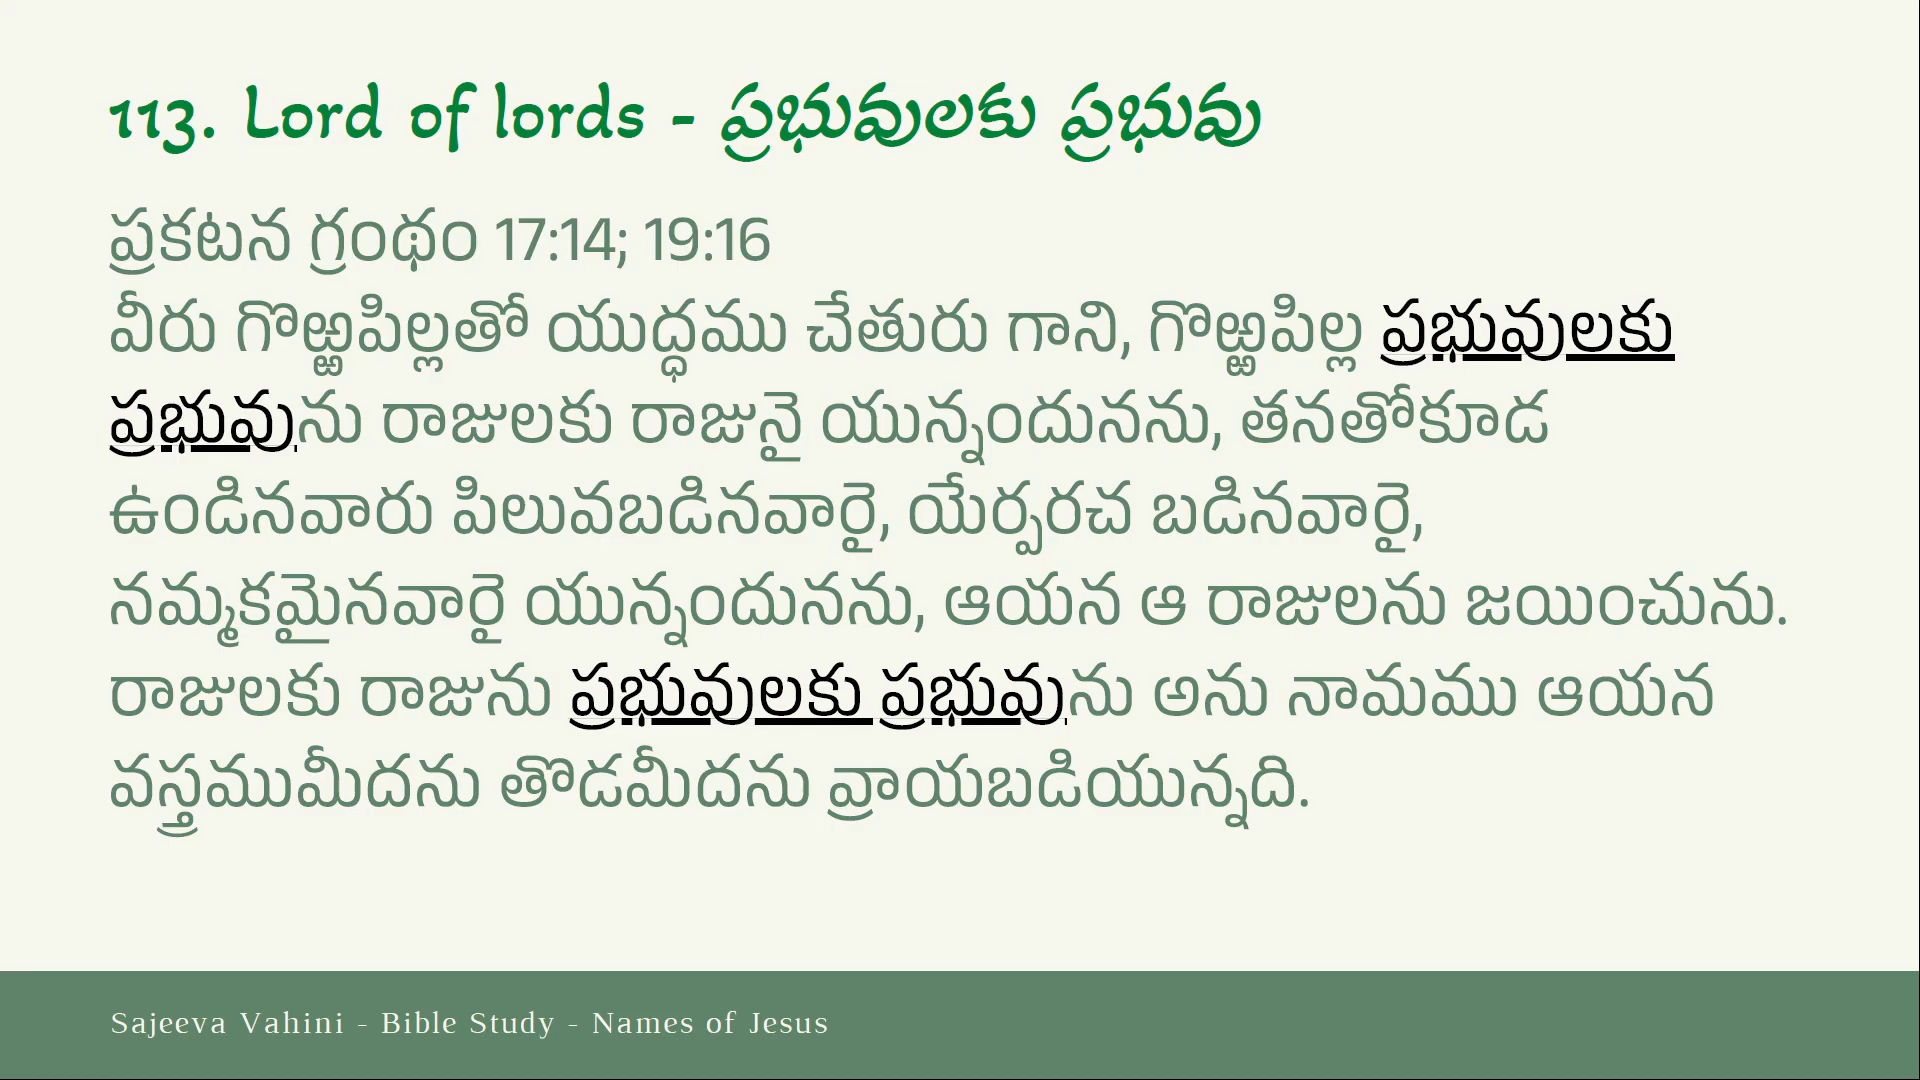 113. Lord of lords - ప్రభువులకు ప్రభువు
ప్రకటన గ్రంథం 17:14; 19:16
వీరు గొఱ్ఱపిల్లతో యుద్ధము చేతురు గాని, గొఱ్ఱపిల్ల ప్రభువులకు
ప్రభువును రాజులకు రాజునై యున్నందునను, తనతోకూడ
ఉండినవారు పిలువబడినవారై, యేర్పరచ బడినవారై,
నమ్మకమైనవారై యున్నందునను, ఆయన ఆ రాజులను జయించును.
రాజులకు రాజును ప్రభువులకు ప్రభువును అను నామము ఆయన
వస్త్రముమీదను తొడమీదను వ్రాయబడియున్నది.
Sajeeva Vahini - Bible Study - Names of Jesus